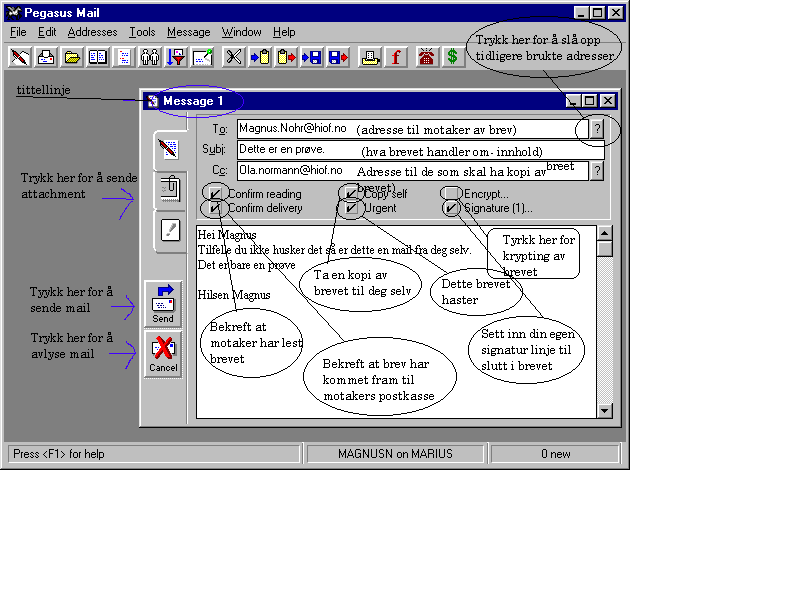 Pegasus Mail
File Edit Addresses Tools Message Window Help
Trykk her for å slå opp
tidligere brukte adresser
tittellinje
Message 1
To: Magnus.Nohr@hiof.no (adresse til motaker av brev) ?
Subj: Dette er en prøve. (hva brevet handler om- innhold)
Cc: Ola.normann@hiof.no Adresse til de som skal ha kopi av breet ?
brevet)
Trykk her for å sende
attachment
Confirm reading Copy self Encrypt...
Confirm delivery Urgent Signature (1)...
Hei Magnus
Tilfelle du ikke husker det så er dette en mail fra deg selv.
Det er bare en prøve
Hilsen Magnus
Tyrkk her for
krypting av
brevet
Ta en kopi av
brevet til deg selv
Dette brevet
haster
Tyykk her for å
sende mail
Send
Bekreft at
motaker har lest
brevet
Sett inn din egen
signatur linje til
slutt i brevet
Trykk her for å
avlyse mail
Cancel
Bekreft at brev har
kommet fram til
motakers postkasse
Press <F1> for help MAGNUSN on MARIUS 0 new